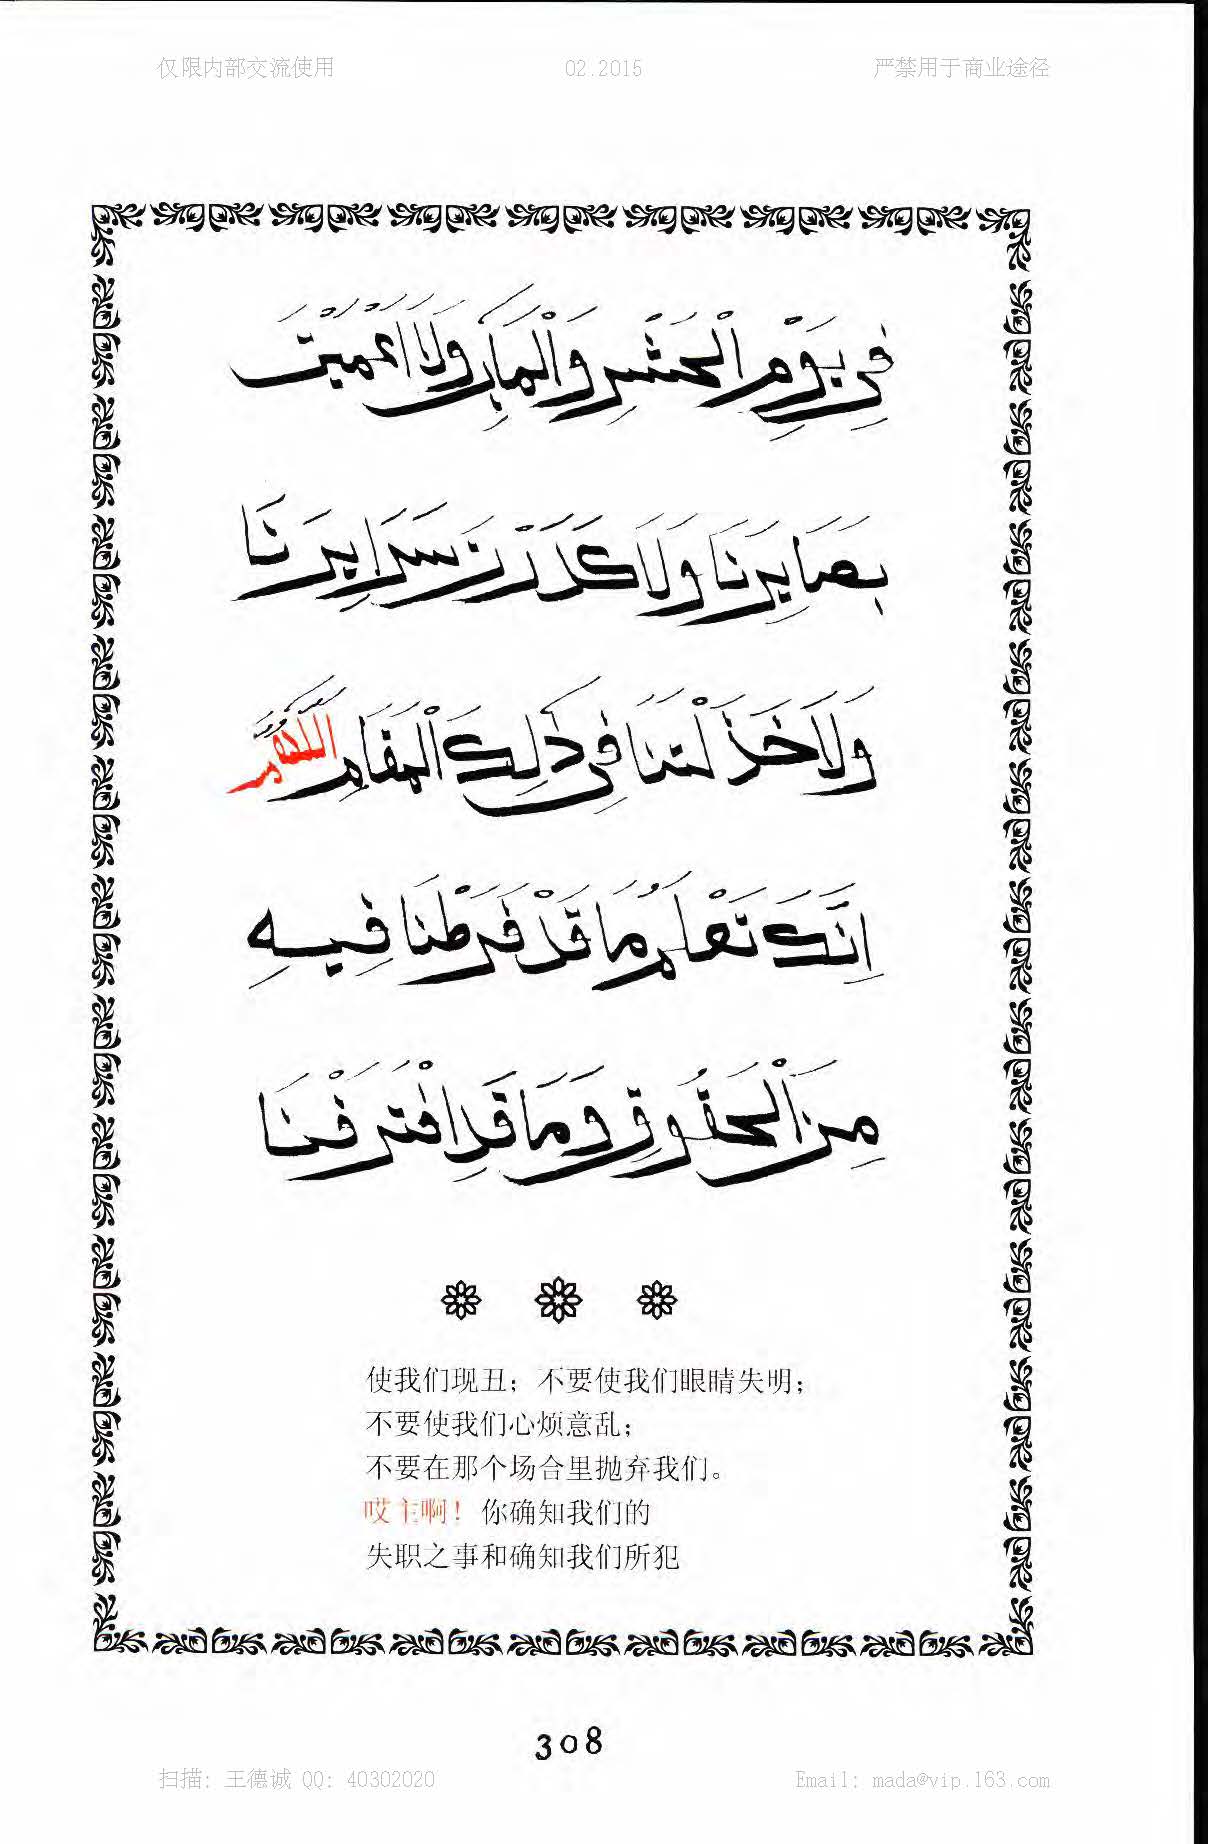 仅限内部交流使用 02.2015 严禁用于商业途径
فِي يَوْمِ الْحَشْرِ وَالْمَآبِ وَلَا أَعْمَيْتَ
بَصَايِرَنَا وَلَا كَدَّرْتَ سَرَايِرَنَا
وَلَا خَذَلْتَنَا فِي ذٰلِكَ الْمَقَامِ اَللّٰهُمَّ
اِنَّكَ تَعْلَمُ مَا قَدْ فَرَطْنَا فِيهِ
مِنَ الْحُقُوقِ وَمَا قَدِ اقْتَرَفْنَا
使我们现丑；不要使我们眼睛失明；
不要使我们心烦意乱；
不要在那个场合里抛弃我们。
哎主啊！你确知我们的
失职之事和确知我们所犯
308
扫描: 王德诚 QQ: 40302020 Email: mada@vip.163.com